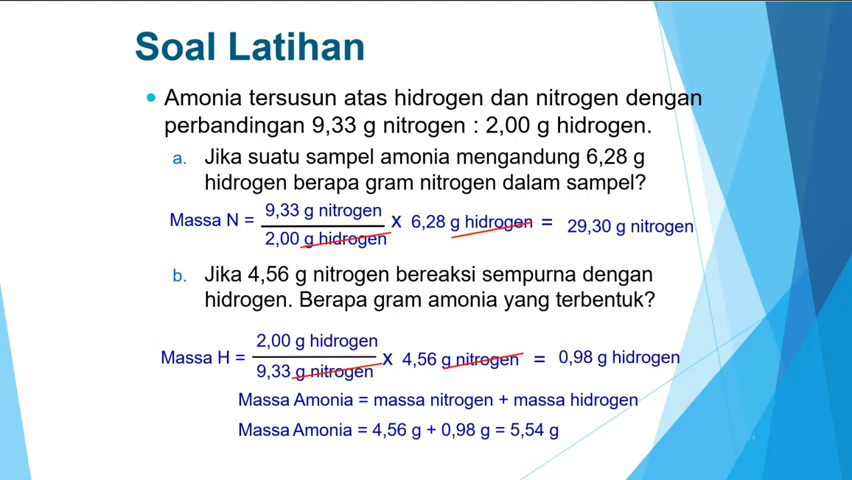 Soal Latihan
• Amonia tersusun atas hidrogen dan nitrogen dengan
perbandingan 9,33 g nitrogen : 2,00 g hidrogen.
a. Jika suatu sampel amonia mengandung 6,28 g
hidrogen berapa gram nitrogen dalam sampel?
9,33 g nitrogen
Massa N = x 6,28 g hidrogen = 29,30 g nitrogen
2,00 g hidrogen
b. Jika 4,56 g nitrogen bereaksi sempurna dengan
hidrogen. Berapa gram amonia yang terbentuk?
2,00 g hidrogen
Massa H = x 4,56 g nitrogen = 0,98 g hidrogen
9,33 g nitrogen
Massa Amonia = massa nitrogen + massa hidrogen
Massa Amonia = 4,56 g + 0,98 g = 5,54 g